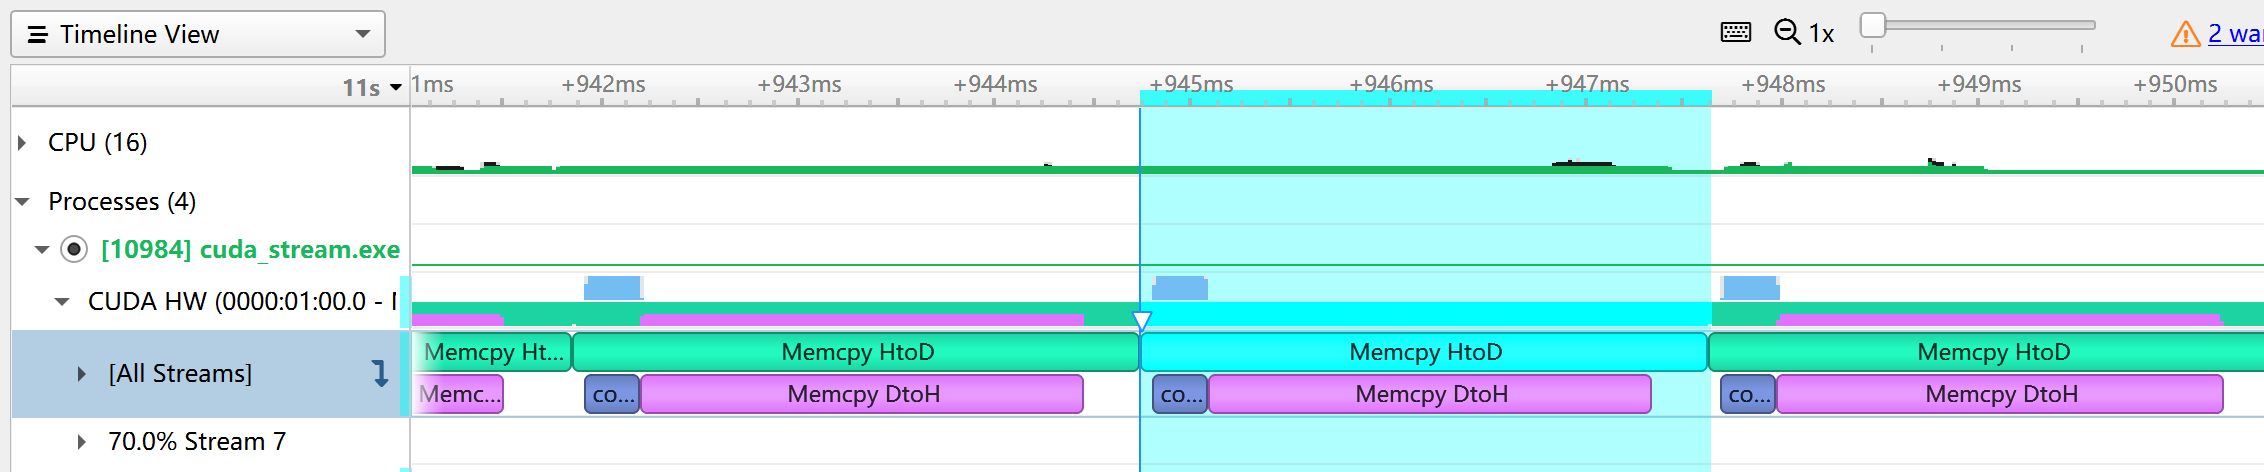 Timeline View 1x 2 wa
11s 1ms +942ms +943ms +944ms +945ms +946ms +947ms +948ms +949ms +950ms
CPU (16)
Processes (4)
[10984] cuda_stream.exe
CUDA HW (0000:01:00.0 -
Memcpy Ht... Memcpy HtoD Memcpy HtoD Memcpy HtoD
[All Streams]
Memc... co... Memcpy DtoH co... Memcpy DtoH co... Memcpy DtoH
70.0% Stream 7